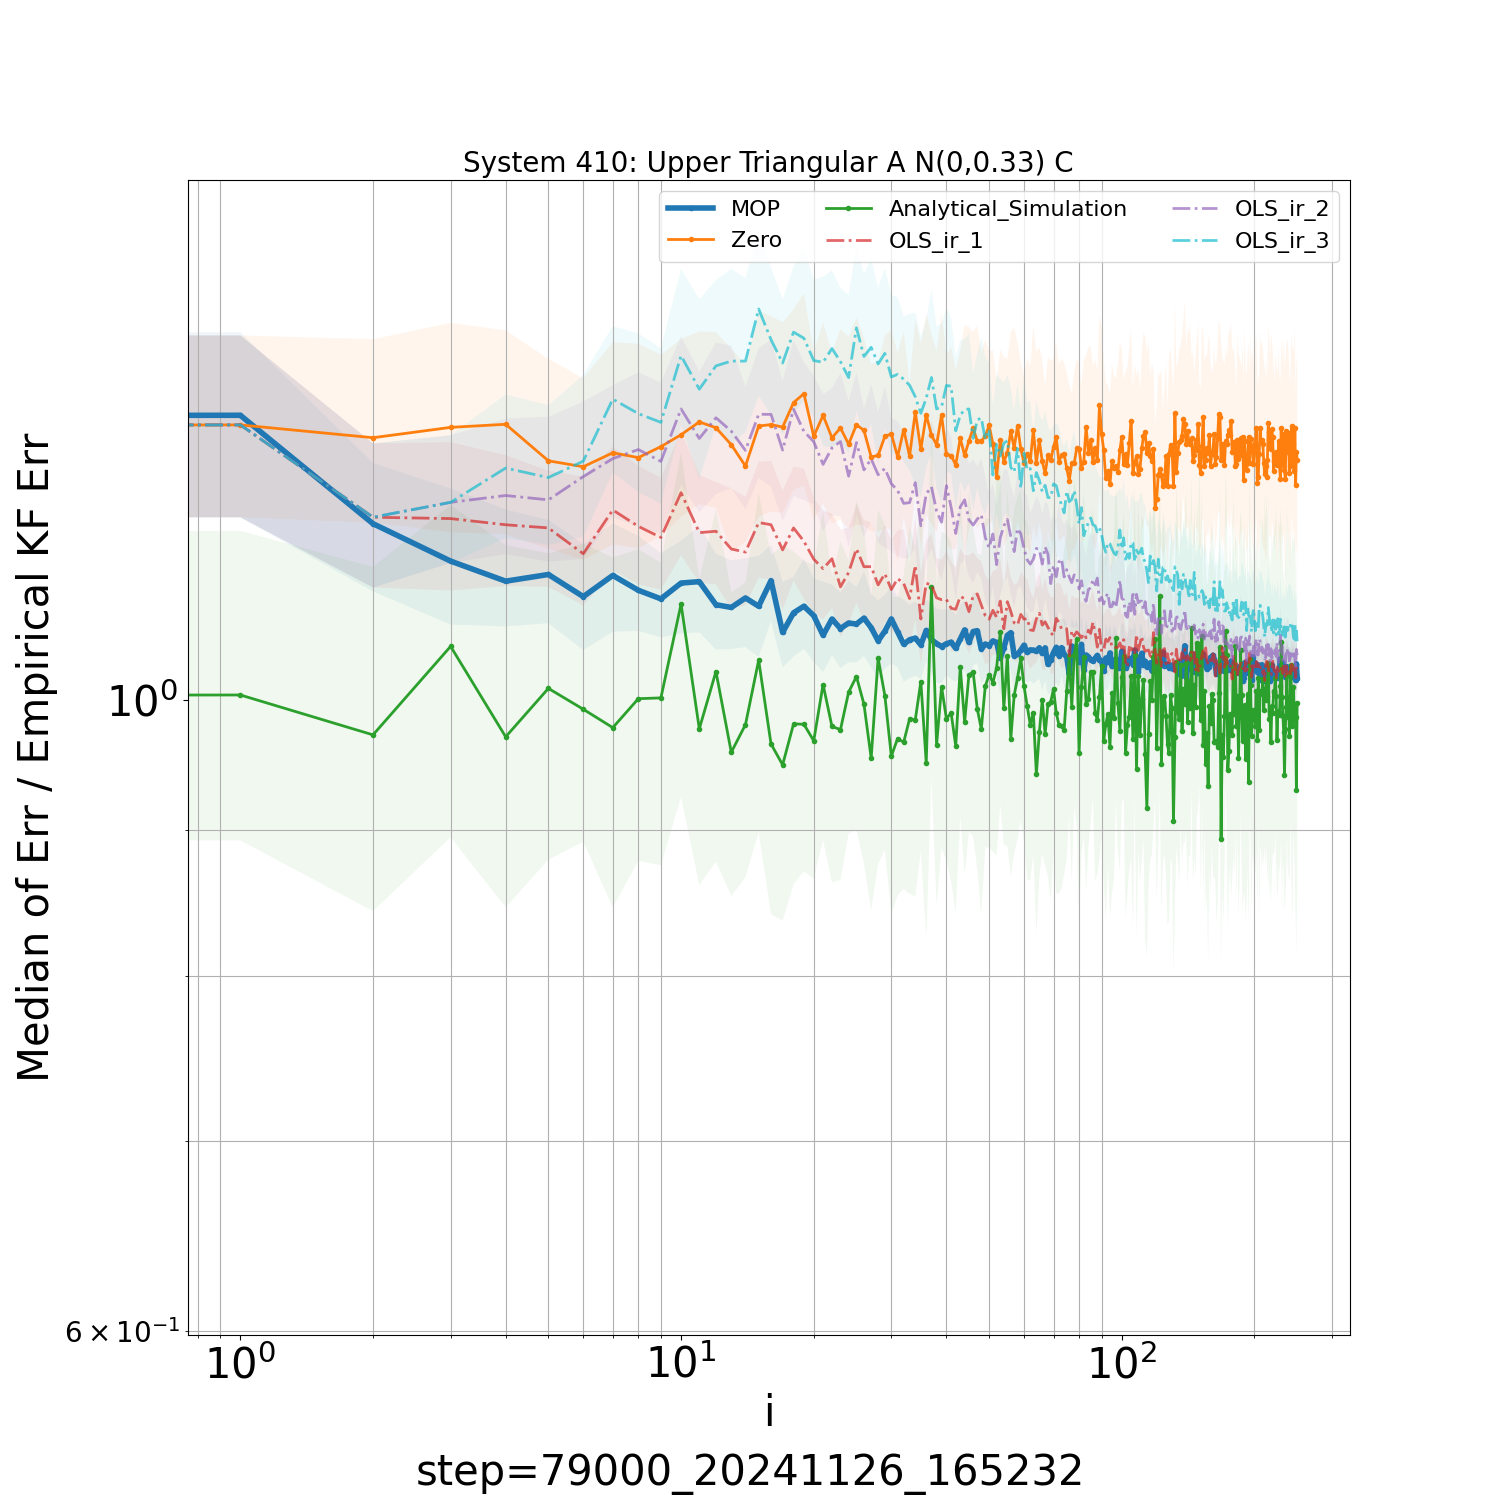 System 410: Upper Triangular A N(0,0.33) C
MOP
Zero
Analytical_Simulation
OLS_ir_1
OLS_ir_2
OLS_ir_3
Median of Err / Empirical KF Err
10⁰
6 × 10⁻¹
10⁰
10¹
10²
i
step=79000_20241126_165232